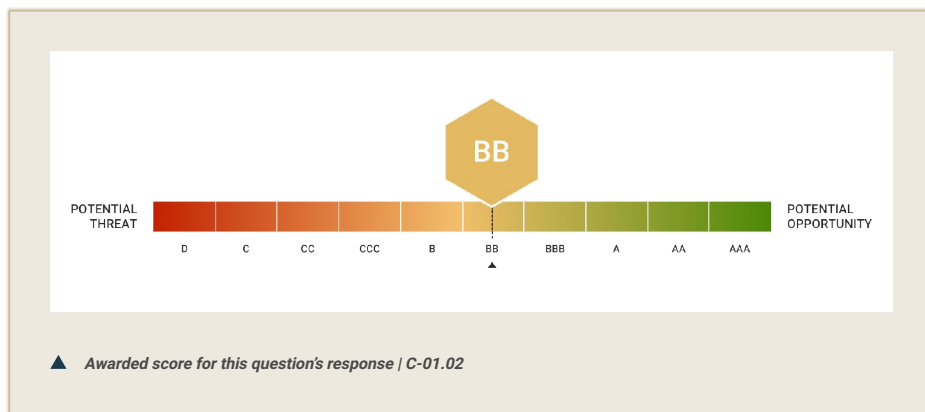 BB
POTENTIAL
THREAT
POTENTIAL
OPPORTUNITY
D C CC CCC B BB BBB A AA AAA
Awarded score for this question's response | C-01.02